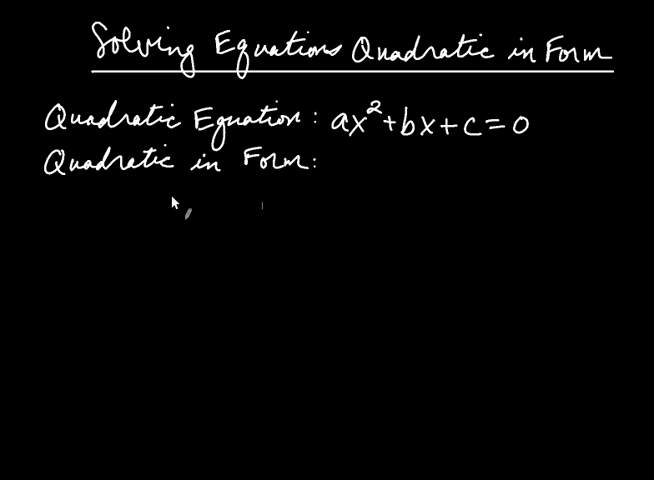 Solving Equations Quadratic in Form
Quadratic Equation: ax²+bx+c=0
Quadratic in Form: